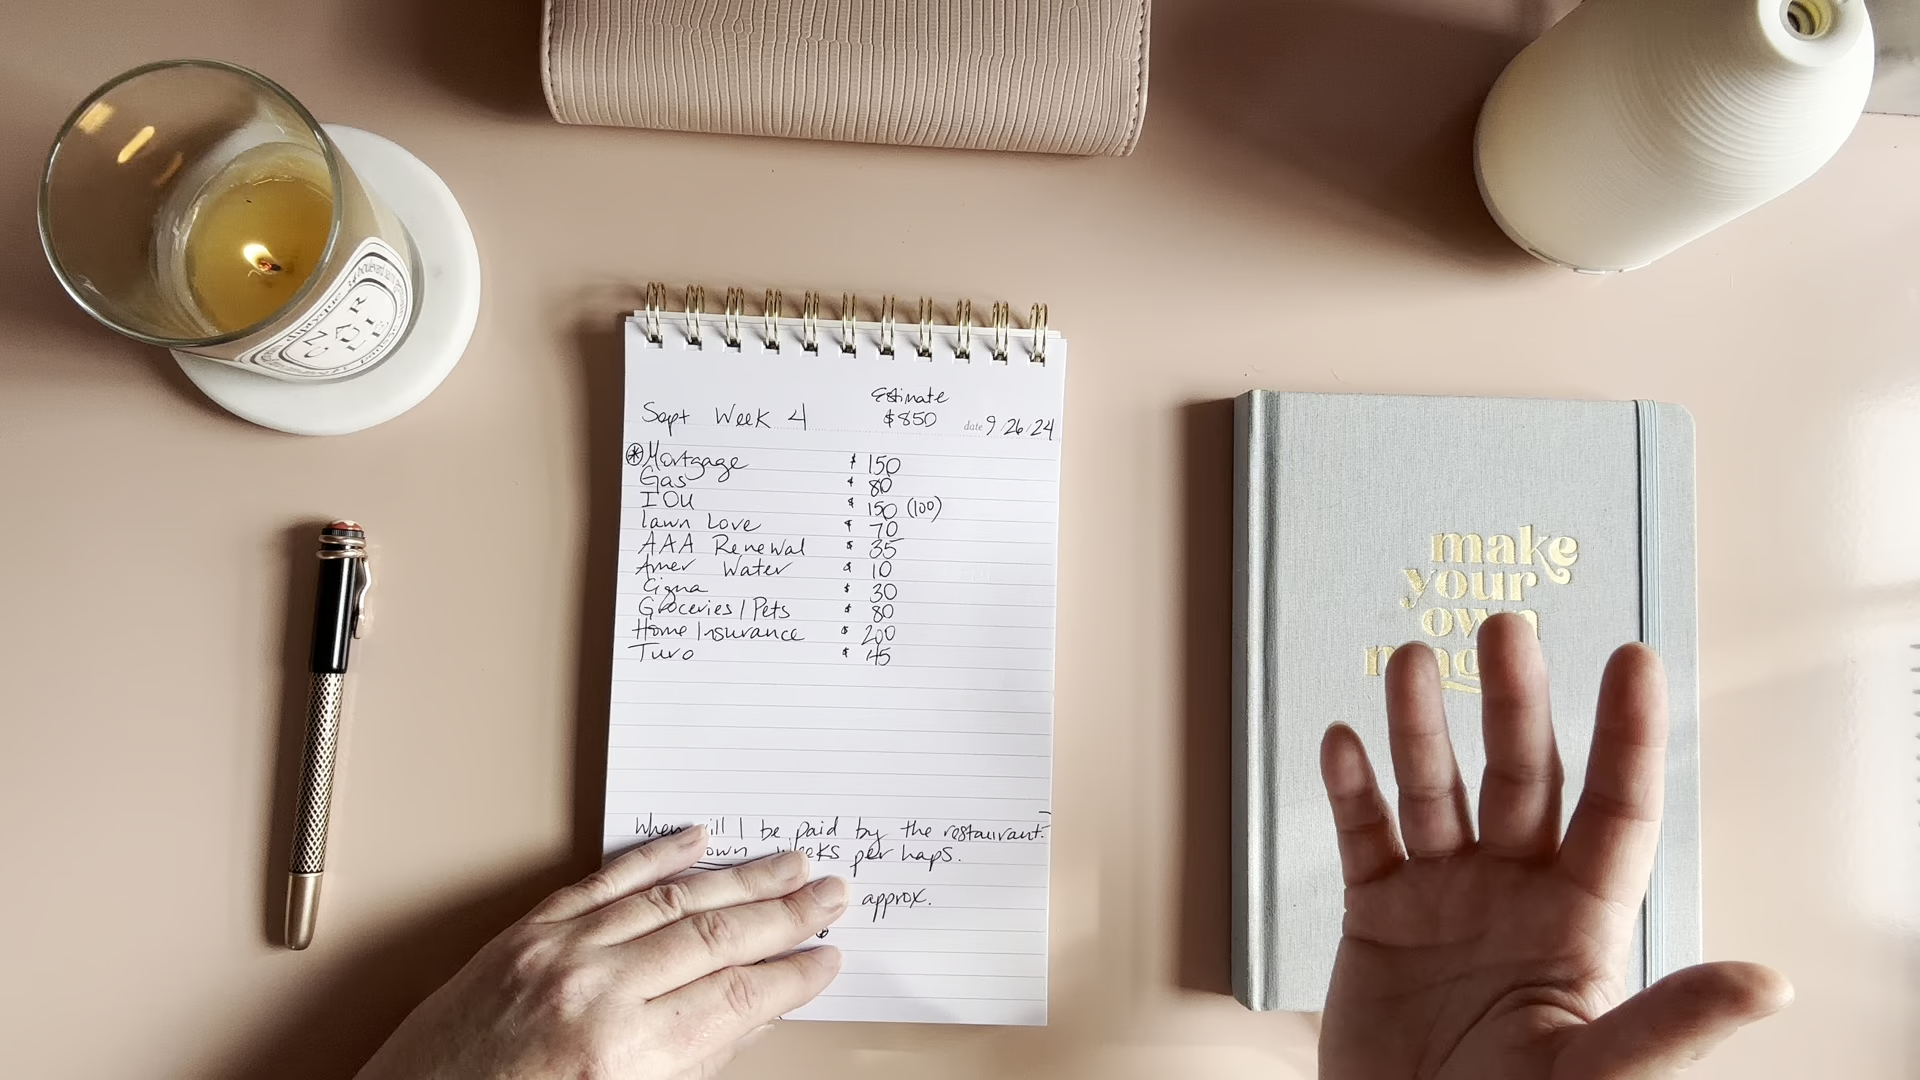 Estimate
Sept Week 4 $850 date 9/26/24
Mortgage $ 150
Gas $ 80
IOU $ 150 (100)
Lawn Love $ 70
AAA Renewal $ 35
Amer Water $ 10
Cigna $ 30
Groceries/Pets $ 80
Home Insurance $ 200
Turo $ 45
When will I be paid by the restaurant?
weeks perhaps.
approx.
make
your
own